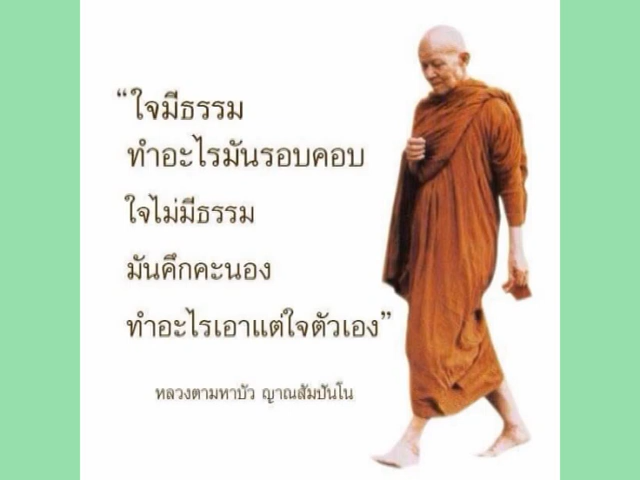 “ใจมีธรรม
ทำอะไรมันรอบคอบ
ใจไม่มีธรรม
มันคึกคะนอง
ทำอะไรเอาแต่ใจตัวเอง”
หลวงตามหาบัว ญาณสัมปันโน